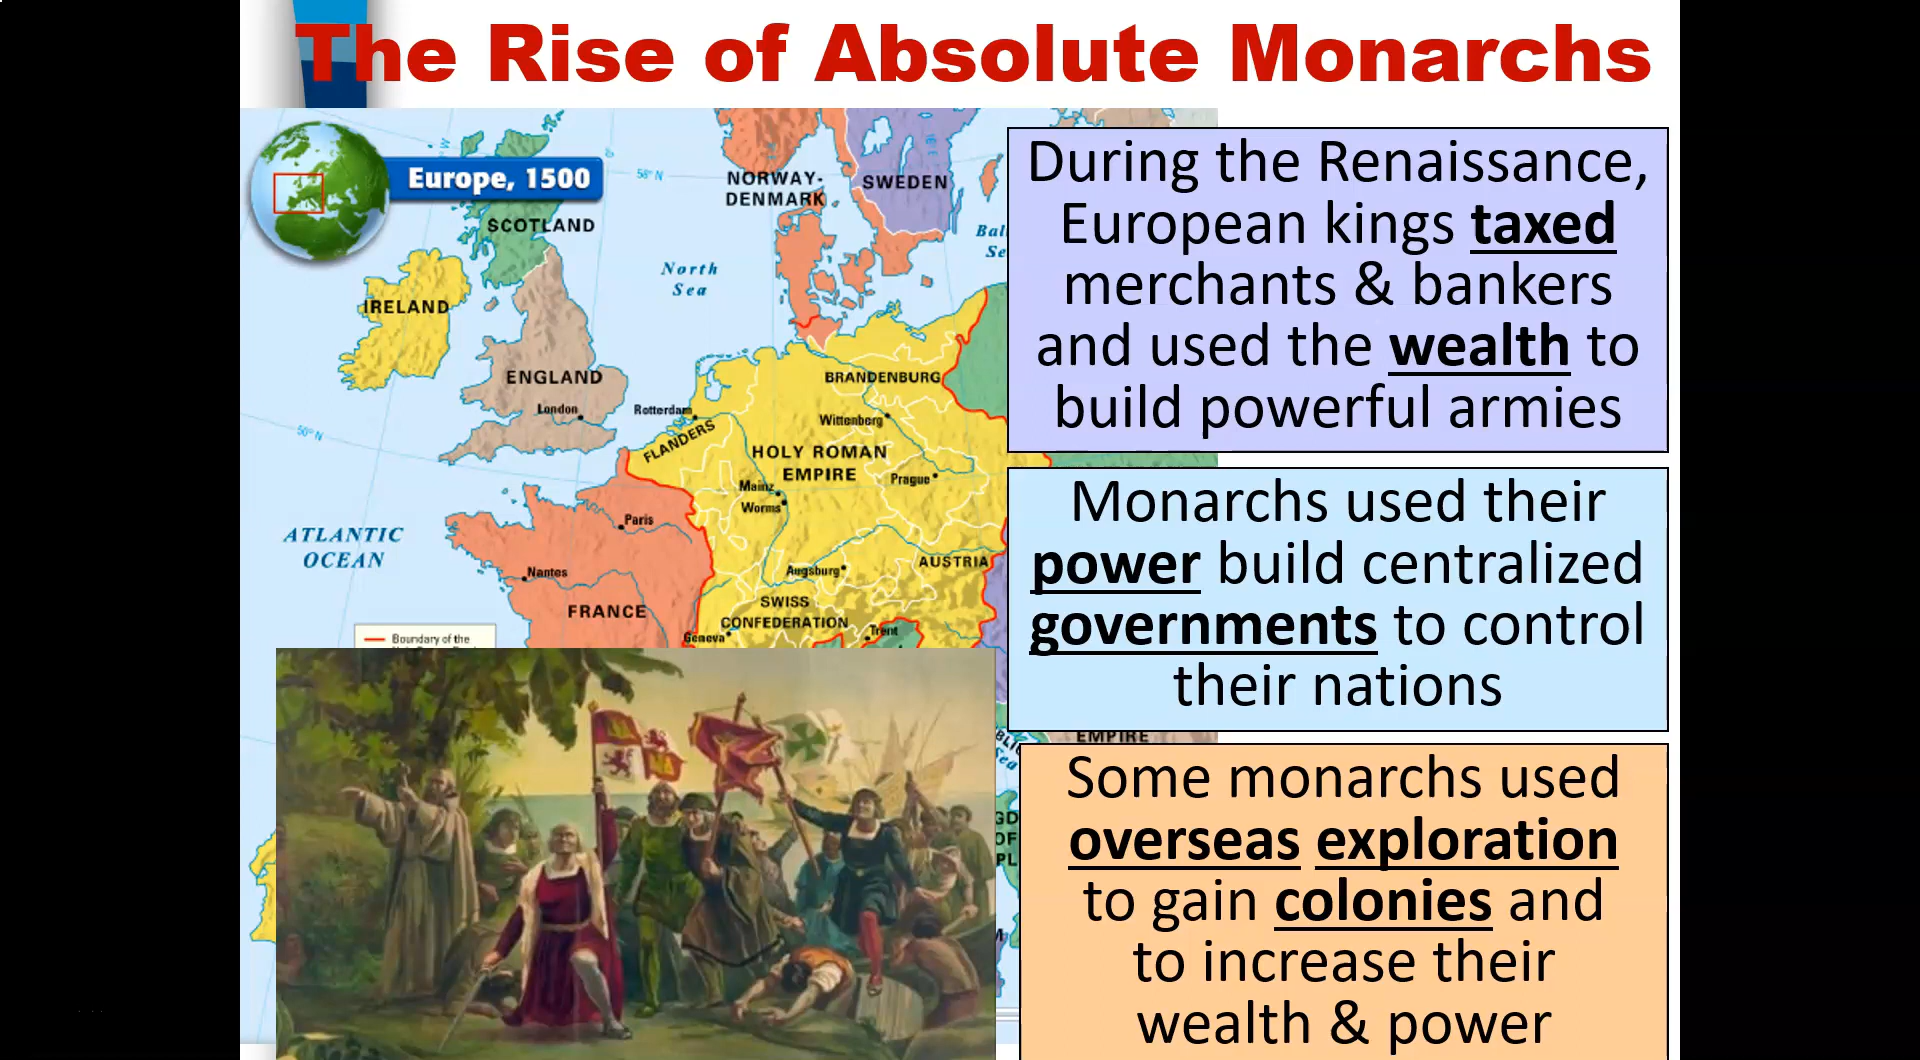 The Rise of Absolute Monarchs
Europe, 1500
58° N
NORWAY-
DENMARK
SWEDEN
SCOTLAND
North
Sea
IRELAND
ENGLAND
London
Rotterdam
BRANDENBURG
Wittenberg
FLANDERS
HOLY ROMAN
EMPIRE
Prague
Mainz
Worms
50° N
ATLANTIC
OCEAN
Paris
Nantes
Augsburg
AUSTRIA
FRANCE
SWISS
CONFEDERATION
Geneva
Trent
Boundary of the
EMPIRE
During the Renaissance,
European kings taxed
merchants & bankers
and used the wealth to
build powerful armies
Monarchs used their
power build centralized
governments to control
their nations
Some monarchs used
overseas exploration
to gain colonies and
to increase their
wealth & power